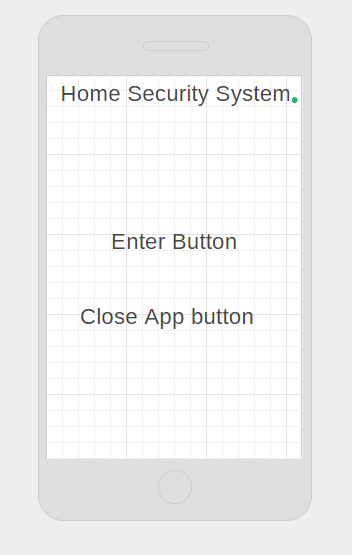 Home Security System
Enter Button
Close App button